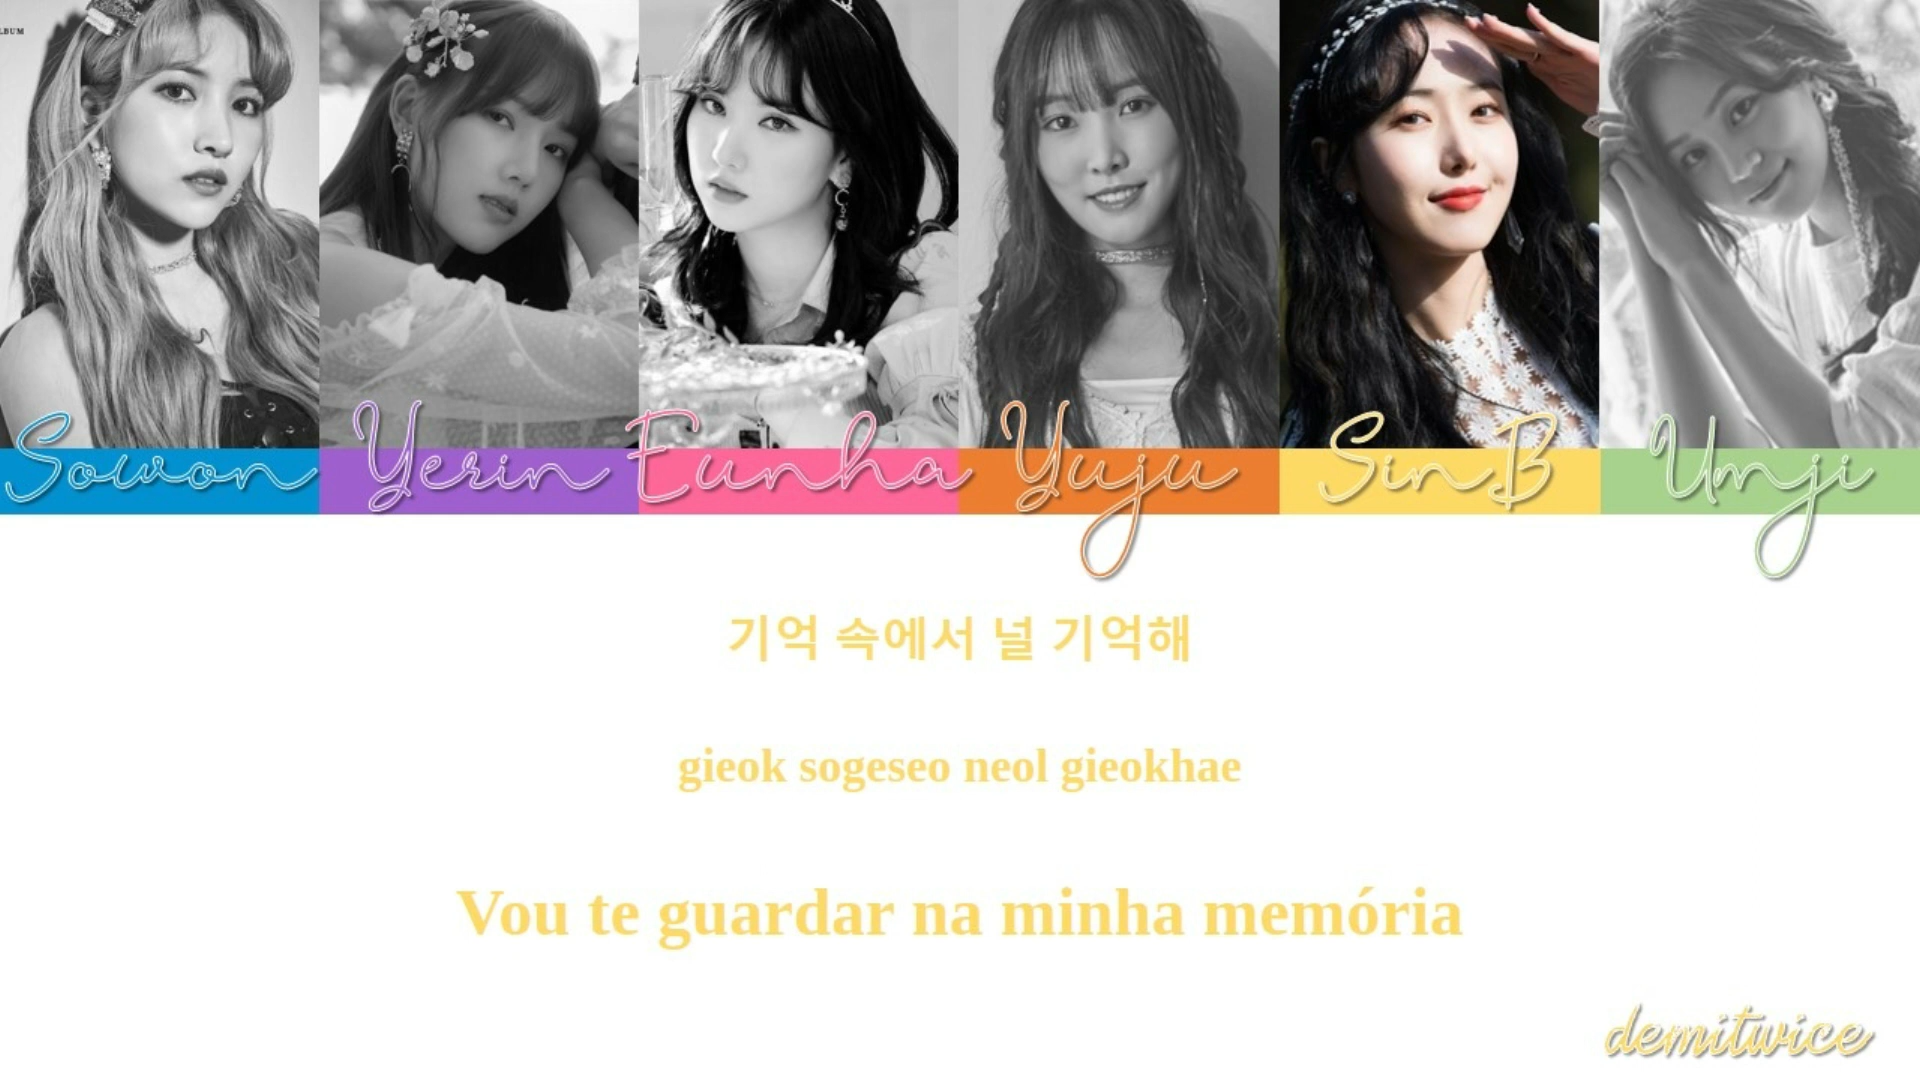 LBUM
Sowon Yerin Eunha Yuju SinB Umji
기억 속에서 널 기억해
gieok sogeseo neol gieokhae
Vou te guardar na minha memória
demitwice